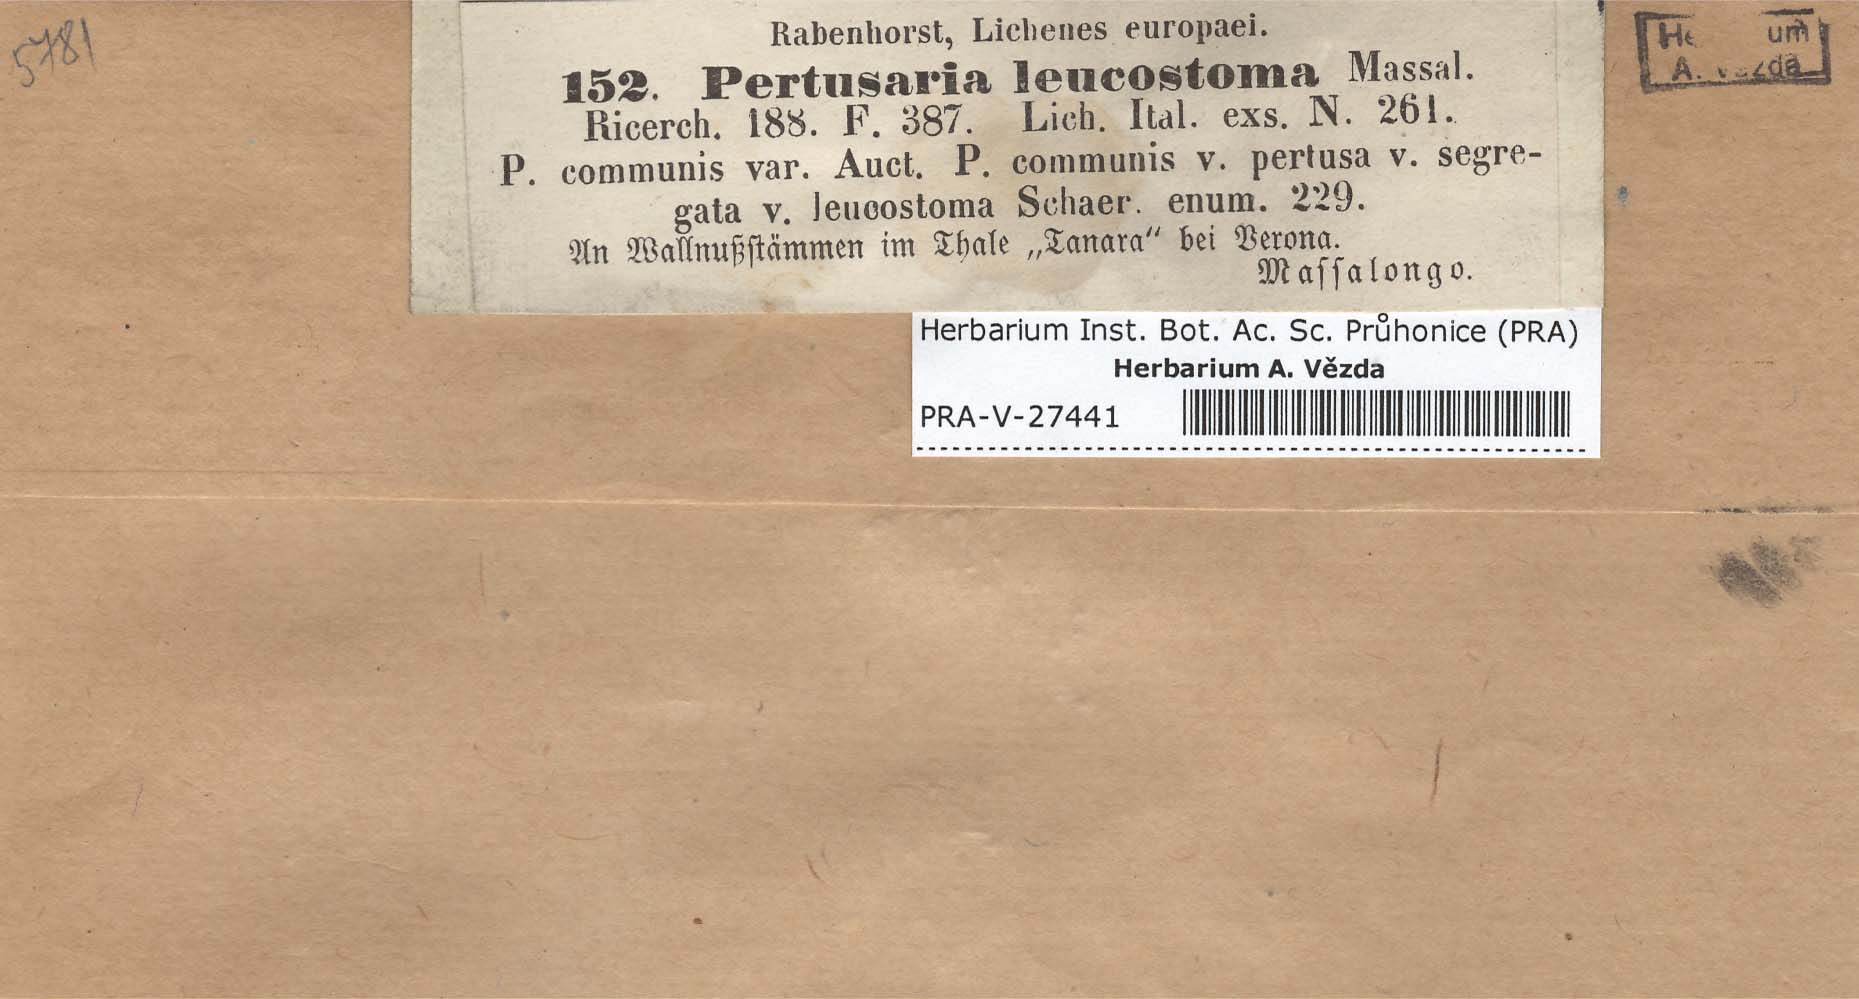 5781
Rabenhorst, Lichenes europaei.
152. Pertusaria leucostoma Massal.
Ricerch. 188. F. 387. Lich. Ital. exs. N. 261.
P. communis var. Auct. P. communis v. pertusa v. segre-
gata v. leucostoma Schaer. enum. 229.
An Wallnußſtämmen im Thale „Tanara“ bei Verona.
Maſſalongo.
Herbarium Inst. Bot. Ac. Sc. Průhonice (PRA)
Herbarium A. Vězda
PRA-V-27441